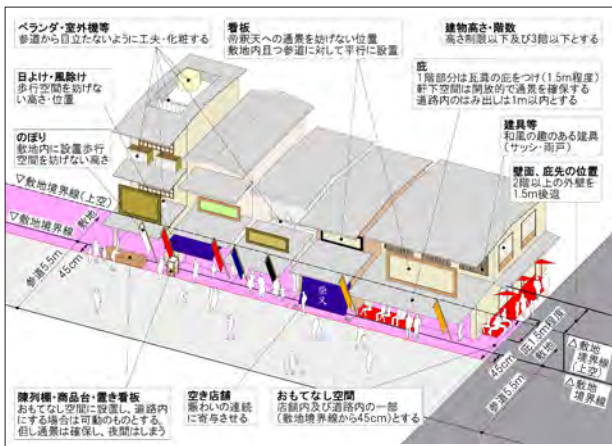 ベランダ・室外機等
参道から目立たないように工夫・化粧する
看板
帝釈天への通景を妨げない位置
敷地内且つ参道に対して平行に設置
建物高さ・階数
高さ制限以下及び3階以下とする
日よけ・風除け
歩行空間を妨げ
ない高さ・位置
庇
1階部分は瓦葺の庇をつけ(1.5m程度)
軒下空間は開放的で通景を確保する
道路内のはみ出しは1m以内とする
のぼり
敷地内に設置歩行
空間を妨げない高さ
建具等
和風の趣のある建具
(サッシ・雨戸)
壁面、庇先の位置
2階以上の外壁を
1.5m後退
▽敷地境界線(上空)
▽敷地境界線
敷地
45cm
参道5.5m
庇1.5m程度
敷地
45cm
参道5.5m
△敷地
境界線
(上空)
△敷地
境界線
陳列棚・商品台・置き看板
おもてなし空間に設置し、道路内
にする場合は可動のものとする。
但し通景は確保し、夜間はしまう
空き店舗
賑わいの連続
に寄与させる
おもてなし空間
店舗内及び道路内の一部
(敷地境界線から45cm)とする